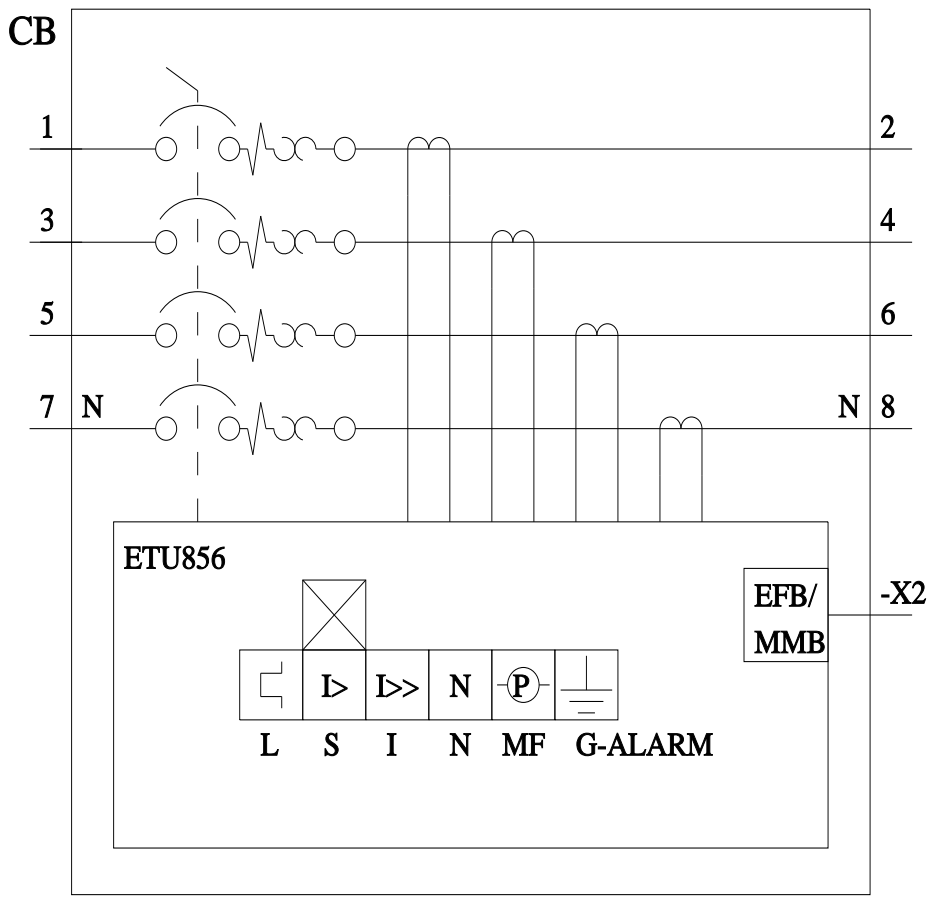 CB
1 2
3 4
5 6
7 N N 8
ETU856
EFB/ -X2
MMB
I> I>> N P
L S I N MF G-ALARM